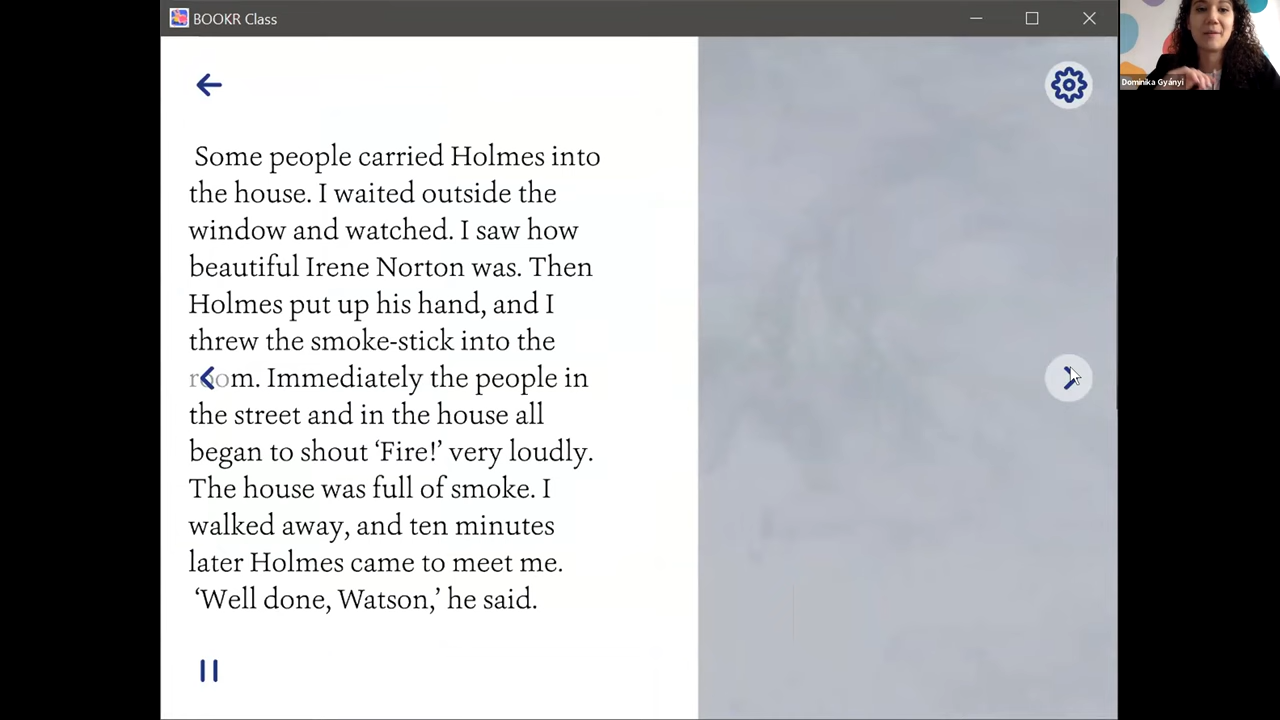 BOOKR Class
Dominika Gyányi
Some people carried Holmes into
the house. I waited outside the
window and watched. I saw how
beautiful Irene Norton was. Then
Holmes put up his hand, and I
threw the smoke-stick into the
room. Immediately the people in
the street and in the house all
began to shout ‘Fire!’ very loudly.
The house was full of smoke. I
walked away, and ten minutes
later Holmes came to meet me.
‘Well done, Watson,’ he said.